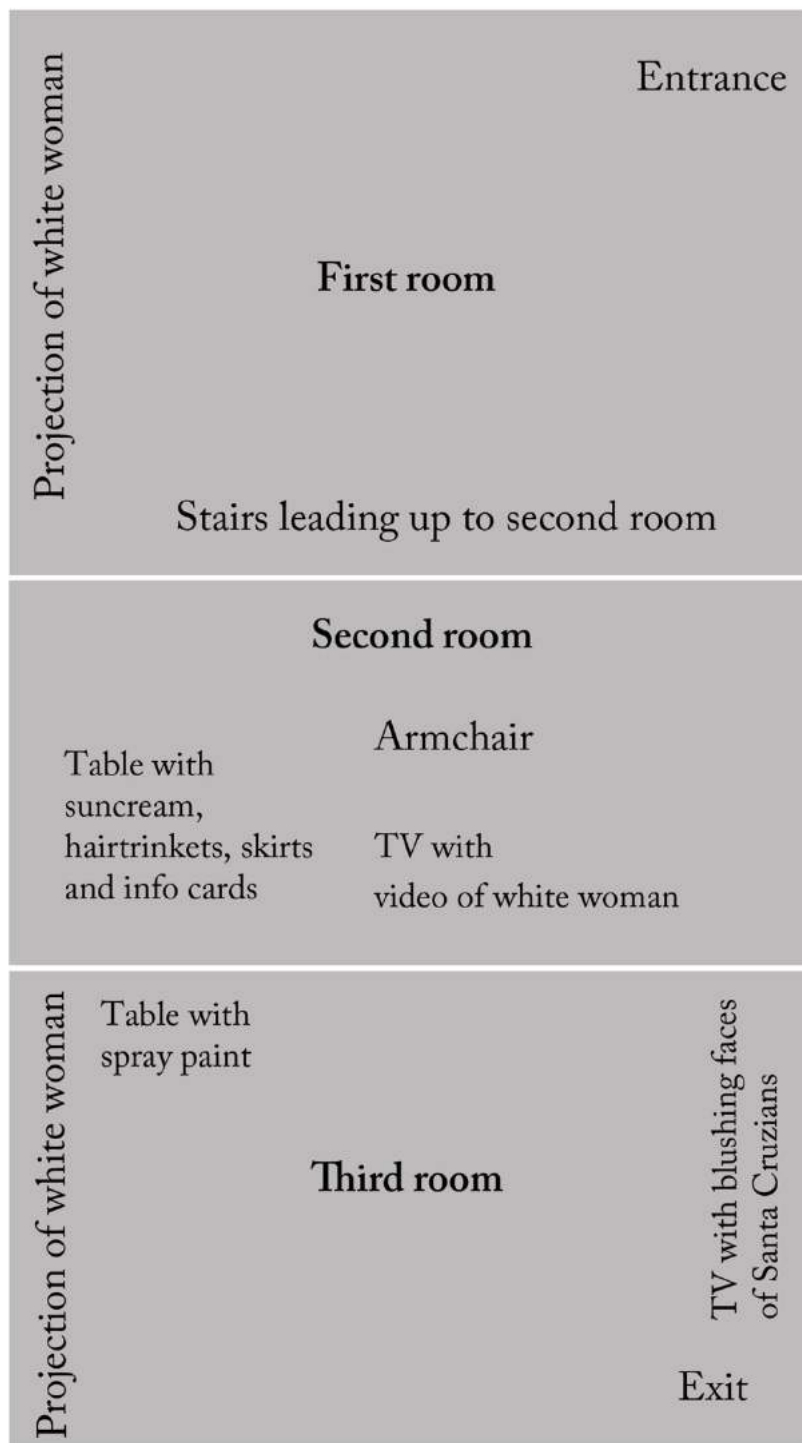 Entrance
Projection of white woman
First room
Stairs leading up to second room
Second room
Armchair
Table with
suncream,
hairtrinkets, skirts
and info cards
TV with
video of white woman
Projection of white woman
Table with
spray paint
Third room
TV with blushing faces
of Santa Cruzians
Exit